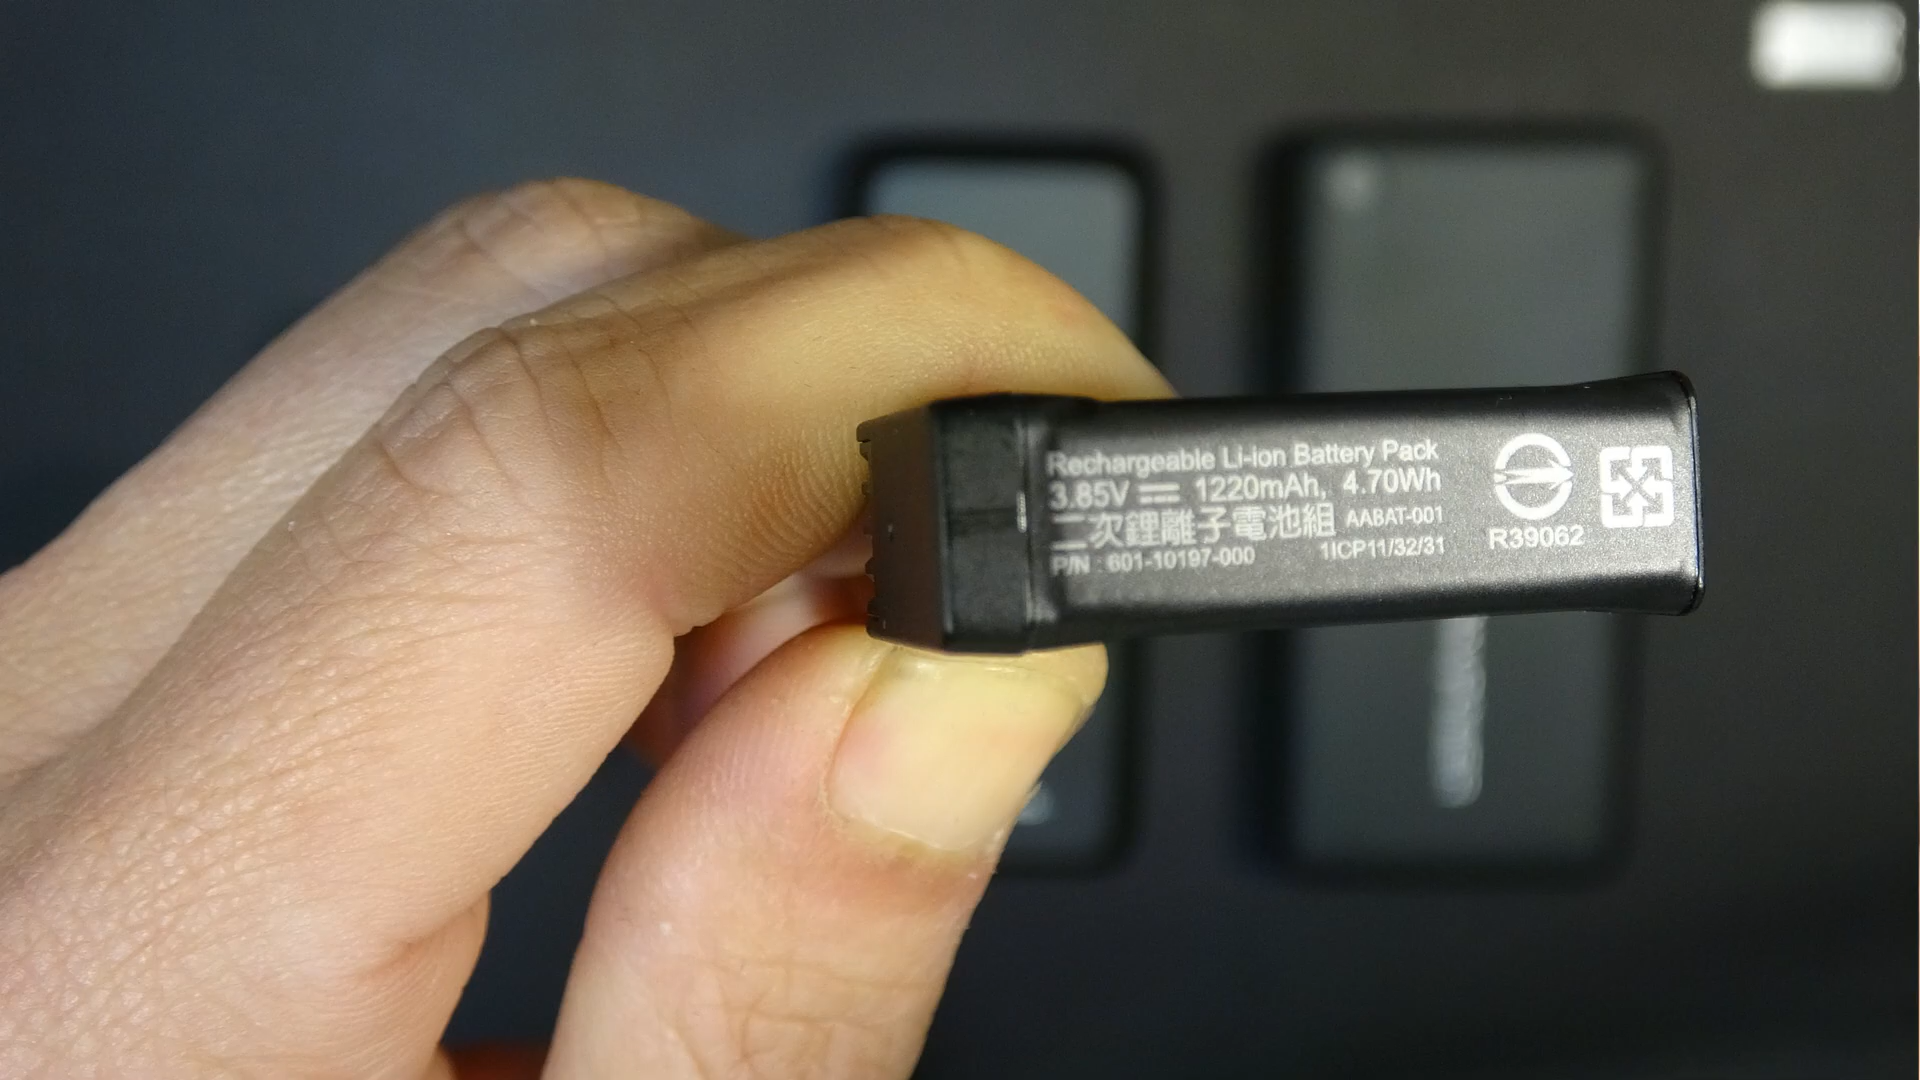 Rechargeable Li-ion Battery Pack
3.85V ⎓ 1220mAh, 4.70Wh
二次鋰離子電池組 AABAT-001
P/N : 601-10197-000 1ICP11/32/31
R39062